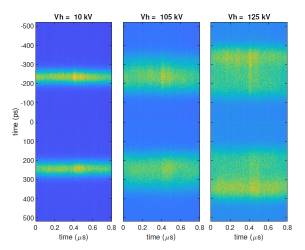 Vh = 10 kV
Vh = 105 kV
Vh = 125 kV
time (ps)
-500
-400
-300
-200
-100
0
100
200
300
400
500
0 0.2 0.4 0.6 0.8
0 0.2 0.4 0.6 0.8
0 0.2 0.4 0.6 0.8
time (μs)
time (μs)
time (μs)